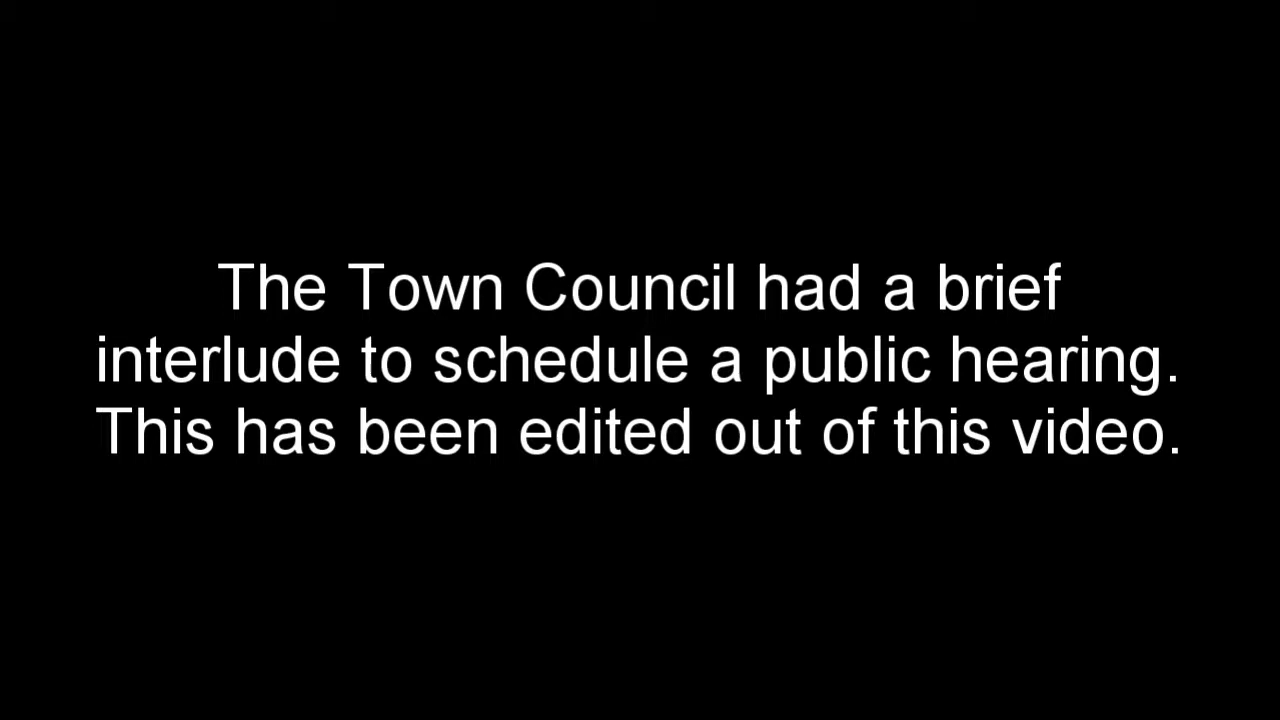 The Town Council had a brief
interlude to schedule a public hearing.
This has been edited out of this video.